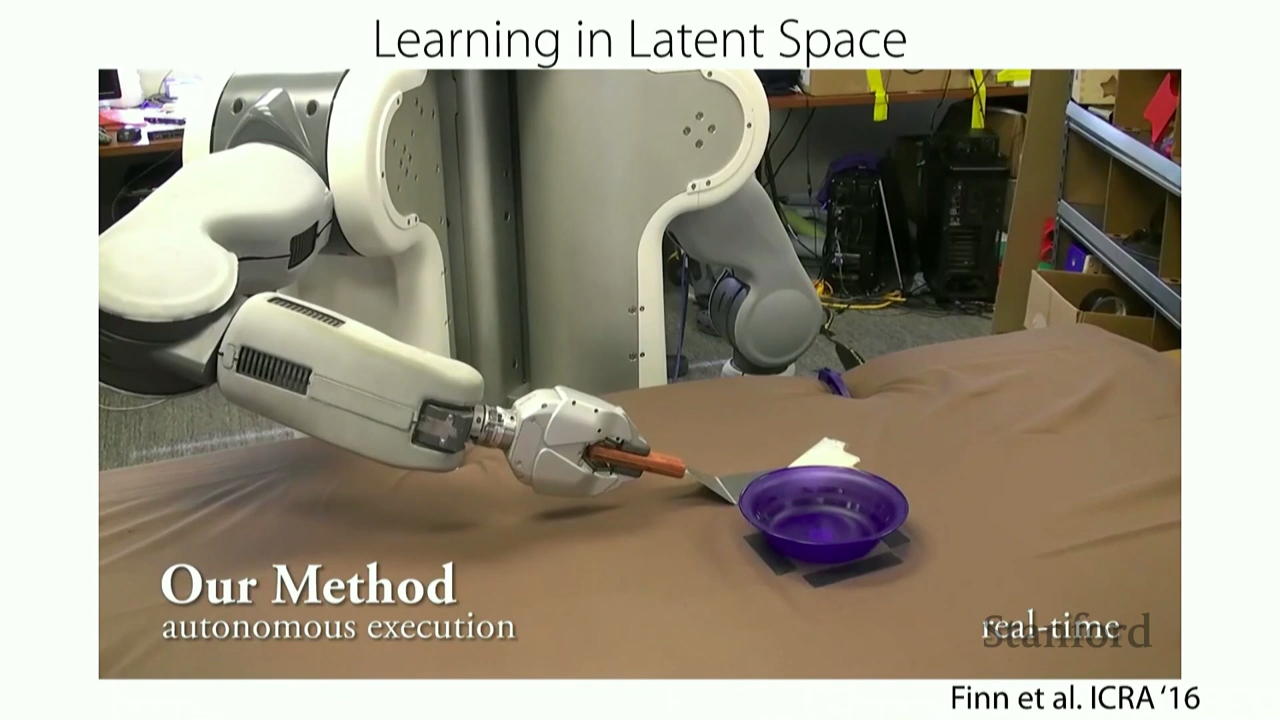 Learning in Latent Space
Our Method
autonomous execution
real-time
Stanford
Finn et al. ICRA ‘16